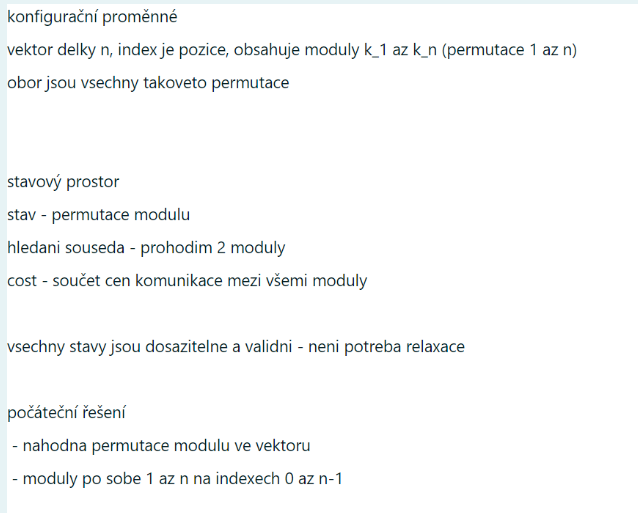 konfigurační proměnné
vektor delky n, index je pozice, obsahuje moduly k_1 az k_n (permutace 1 az n)
obor jsou vsechny takoveto permutace
stavový prostor
stav - permutace modulu
hledani souseda - prohodim 2 moduly
cost - součet cen komunikace mezi všemi moduly
vsechny stavy jsou dosazitelne a validni - neni potreba relaxace
počáteční řešení
- nahodna permutace modulu ve vektoru
- moduly po sobe 1 az n na indexech 0 az n-1